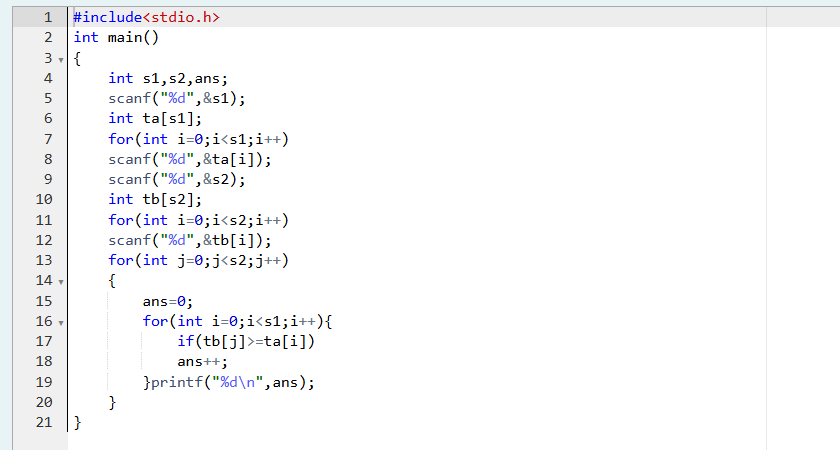 1 #include<stdio.h>
2 int main()
3 {
4 int s1,s2,ans;
5 scanf("%d",&s1);
6 int ta[s1];
7 for(int i=0;i<s1;i++)
8 scanf("%d",&ta[i]);
9 scanf("%d",&s2);
10 int tb[s2];
11 for(int i=0;i<s2;i++)
12 scanf("%d",&tb[i]);
13 for(int j=0;j<s2;j++)
14 {
15 ans=0;
16 for(int i=0;i<s1;i++){
17 if(tb[j]>=ta[i])
18 ans++;
19 }printf("%d\n",ans);
20 }
21 }